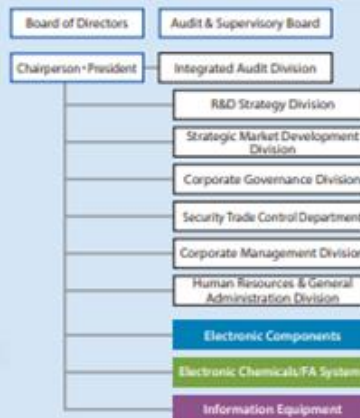 Board of Directors
Audit & Supervisory Board
Chairperson・President
Integrated Audit Division
R&D Strategy Division
Strategic Market Development
Division
Corporate Governance Division
Security Trade Control Department
Corporate Management Division
Human Resources & General
Administration Division
Electronic Components
Electronic Chemicals/FA System
Information Equipment